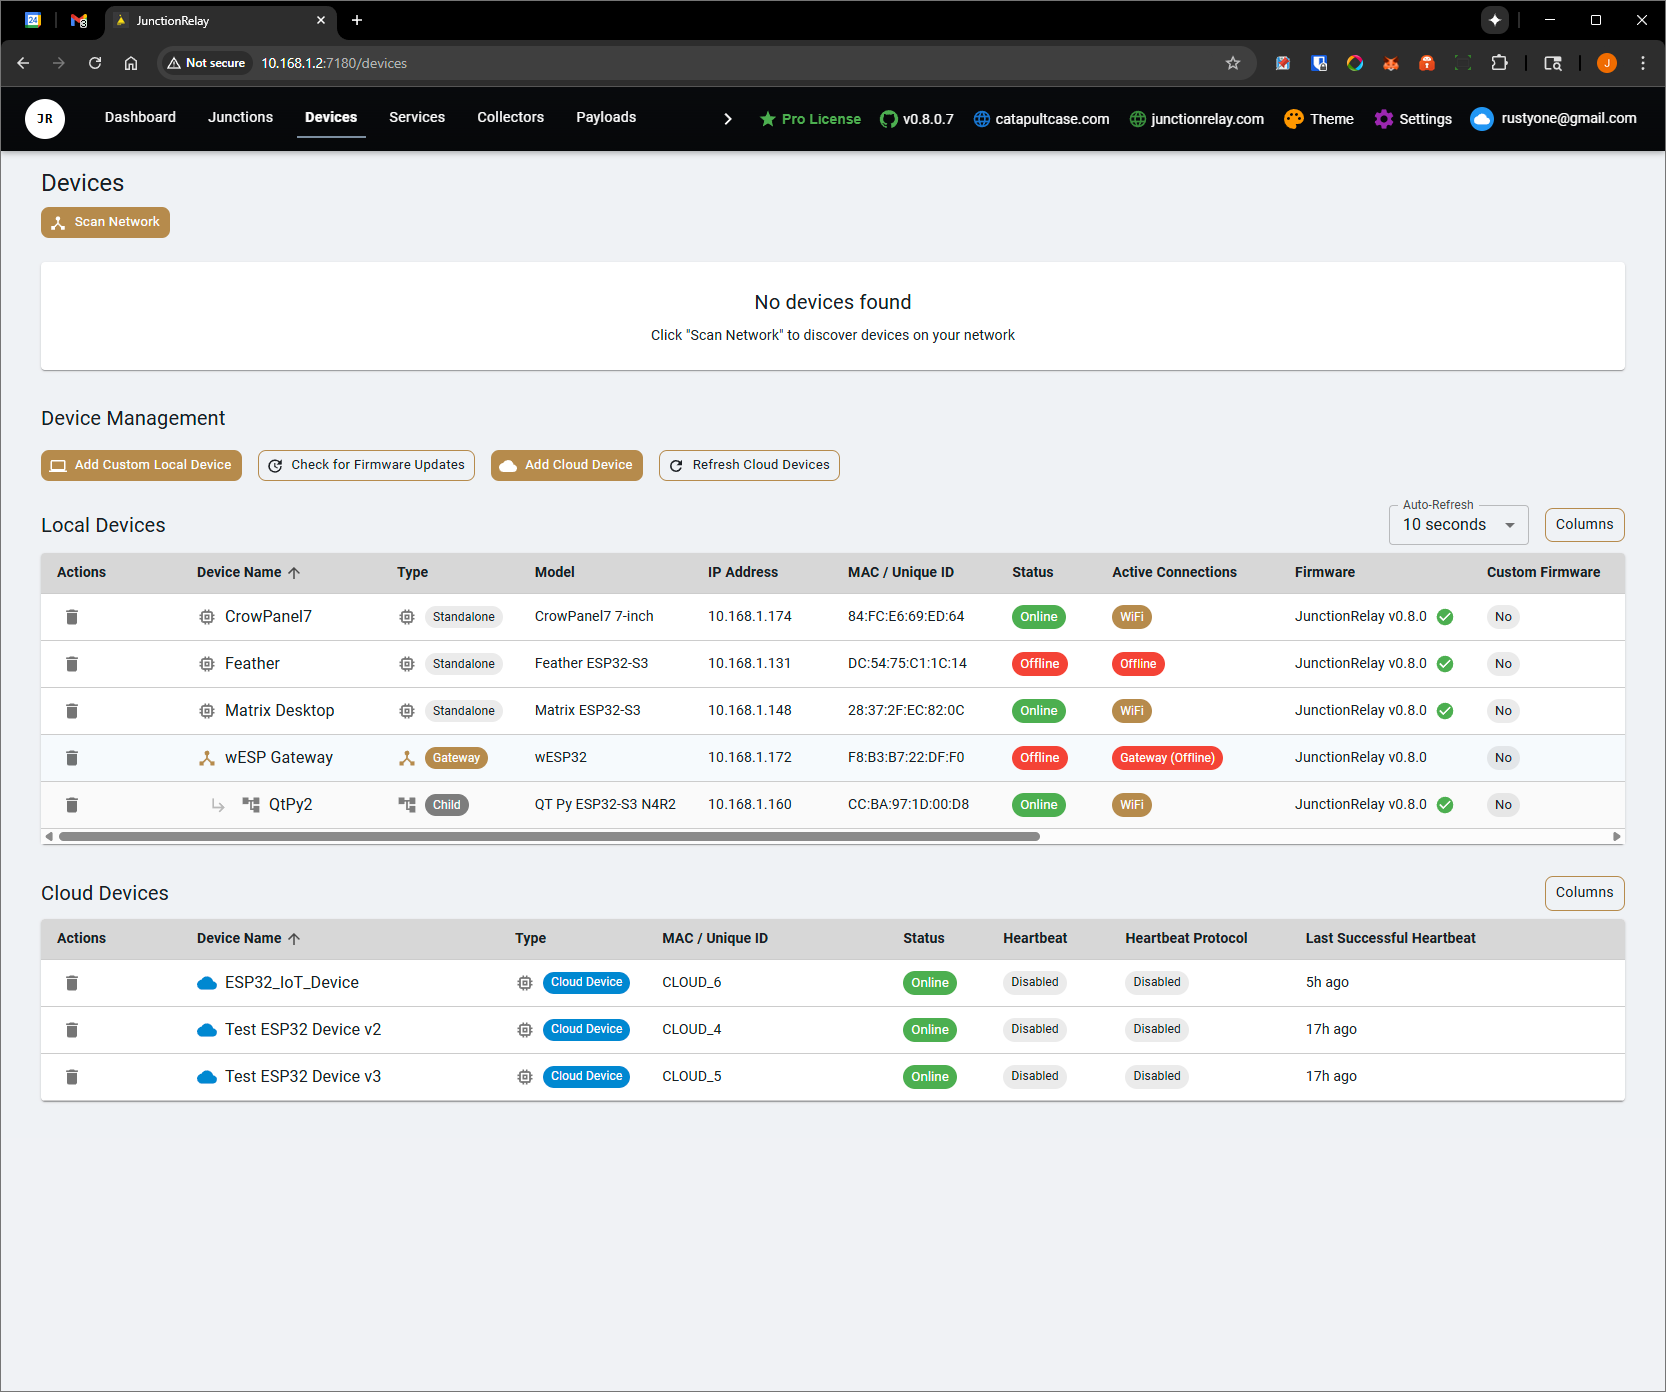 24
3
JunctionRelay
Not secure
10.168.1.2:7180/devices
J
JR
Dashboard
Junctions
Devices
Services
Collectors
Payloads
Pro License
v0.8.0.7
catapultcase.com
junctionrelay.com
Theme
Settings
rustyone@gmail.com
Devices
Scan Network
No devices found
Click "Scan Network" to discover devices on your network
Device Management
Add Custom Local Device
Check for Firmware Updates
Add Cloud Device
Refresh Cloud Devices
Local Devices
Auto-Refresh
10 seconds
Columns
Actions Device Name Type Model IP Address MAC / Unique ID Status Active Connections Firmware Custom Firmware
CrowPanel7 Standalone CrowPanel7 7-inch 10.168.1.174 84:FC:E6:69:ED:64 Online WiFi JunctionRelay v0.8.0 No
Feather Standalone Feather ESP32-S3 10.168.1.131 DC:54:75:C1:1C:14 Offline Offline JunctionRelay v0.8.0 No
Matrix Desktop Standalone Matrix ESP32-S3 10.168.1.148 28:37:2F:EC:82:0C Online WiFi JunctionRelay v0.8.0 No
wESP Gateway Gateway wESP32 10.168.1.172 F8:B3:B7:22:DF:F0 Offline Gateway (Offline) JunctionRelay v0.8.0 No
QtPy2 Child QT Py ESP32-S3 N4R2 10.168.1.160 CC:BA:97:1D:00:D8 Online WiFi JunctionRelay v0.8.0 No
Cloud Devices
Columns
Actions Device Name Type MAC / Unique ID Status Heartbeat Heartbeat Protocol Last Successful Heartbeat
ESP32_IoT_Device Cloud Device CLOUD_6 Online Disabled Disabled 5h ago
Test ESP32 Device v2 Cloud Device CLOUD_4 Online Disabled Disabled 17h ago
Test ESP32 Device v3 Cloud Device CLOUD_5 Online Disabled Disabled 17h ago